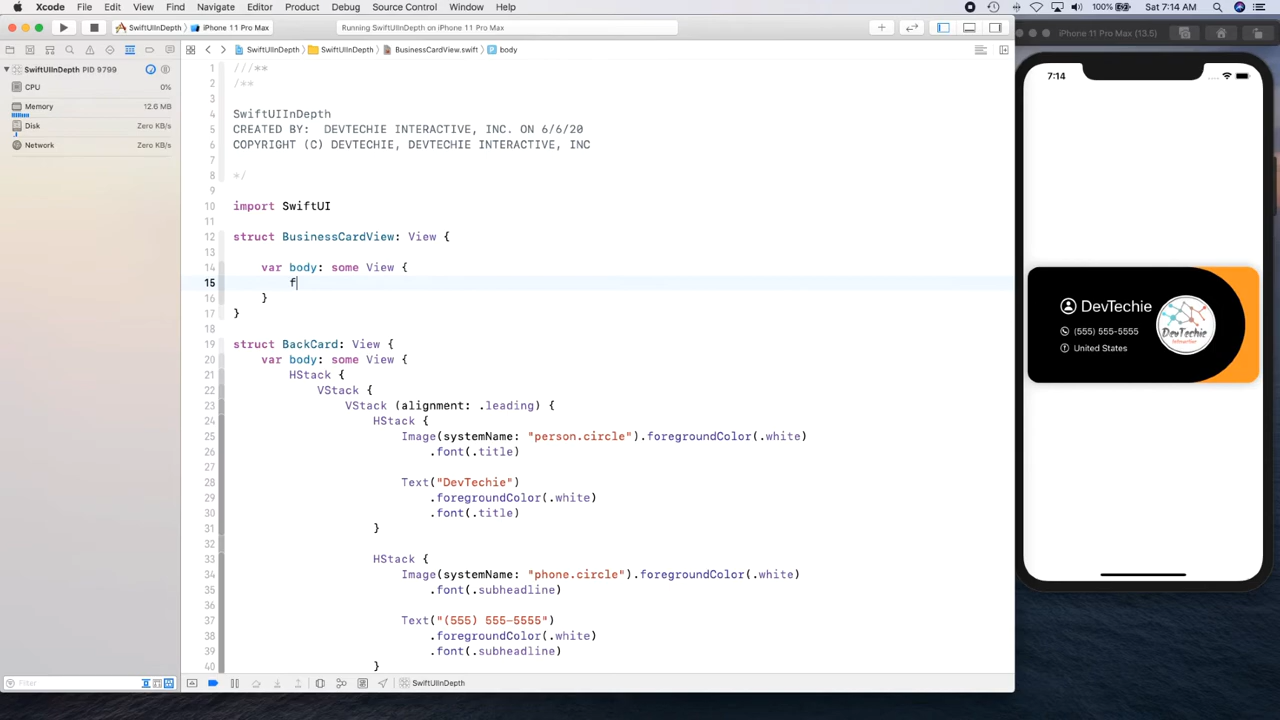 Xcode File Edit View Find Navigate Editor Product Debug Source Control Window Help 100% Sat 7:14 AM
SwiftUIInDepth iPhone 11 Pro Max Running SwiftUIInDepth on iPhone 11 Pro Max
iPhone 11 Pro Max (13.5)
SwiftUIInDepth SwiftUIInDepth BusinessCardView.swift body
SwiftUIInDepth PID 9799
CPU 0%
Memory 12.6 MB
Disk Zero KB/s
Network Zero KB/s
1 ///**
2 /**
3
4 SwiftUIInDepth
5 CREATED BY:  DEVTECHIE INTERACTIVE, INC. ON 6/6/20
6 COPYRIGHT (C) DEVTECHIE, DEVTECHIE INTERACTIVE, INC
7
8 */
9
10 import SwiftUI
11
12 struct BusinessCardView: View {
13
14     var body: some View {
15         f
16     }
17 }
18
19 struct BackCard: View {
20     var body: some View {
21         HStack {
22             VStack {
23                 VStack (alignment: .leading) {
24                     HStack {
25                         Image(systemName: "person.circle").foregroundColor(.white)
26                             .font(.title)
27
28                         Text("DevTechie")
29                             .foregroundColor(.white)
30                             .font(.title)
31                     }
32
33                     HStack {
34                         Image(systemName: "phone.circle").foregroundColor(.white)
35                             .font(.subheadline)
36
37                         Text("(555) 555-5555")
38                             .foregroundColor(.white)
39                             .font(.subheadline)
40                     }
Filter
SwiftUIInDepth
7:14
DevTechie
(555) 555-5555
United States
DevTechie